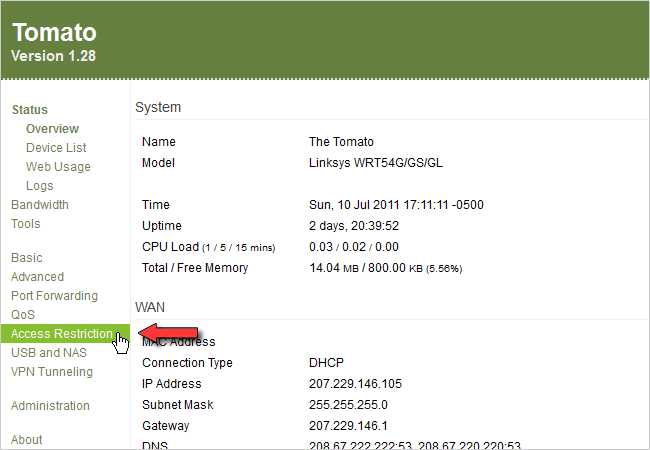 Tomato
Version 1.28
Status
Overview
Device List
Web Usage
Logs
Bandwidth
Tools
Basic
Advanced
Port Forwarding
QoS
Access Restriction
USB and NAS
VPN Tunneling
Administration
About
System
Name The Tomato
Model Linksys WRT54G/GS/GL
Time Sun, 10 Jul 2011 17:11:11 -0500
Uptime 2 days, 20:39:52
CPU Load (1 / 5 / 15 mins) 0.03 / 0.02 / 0.00
Total / Free Memory 14.04 MB / 800.00 KB (5.56%)
WAN
MAC Address
Connection Type DHCP
IP Address 207.229.146.105
Subnet Mask 255.255.255.0
Gateway 207.229.146.1
DNS 208.67.222.222:53, 208.67.220.220:53